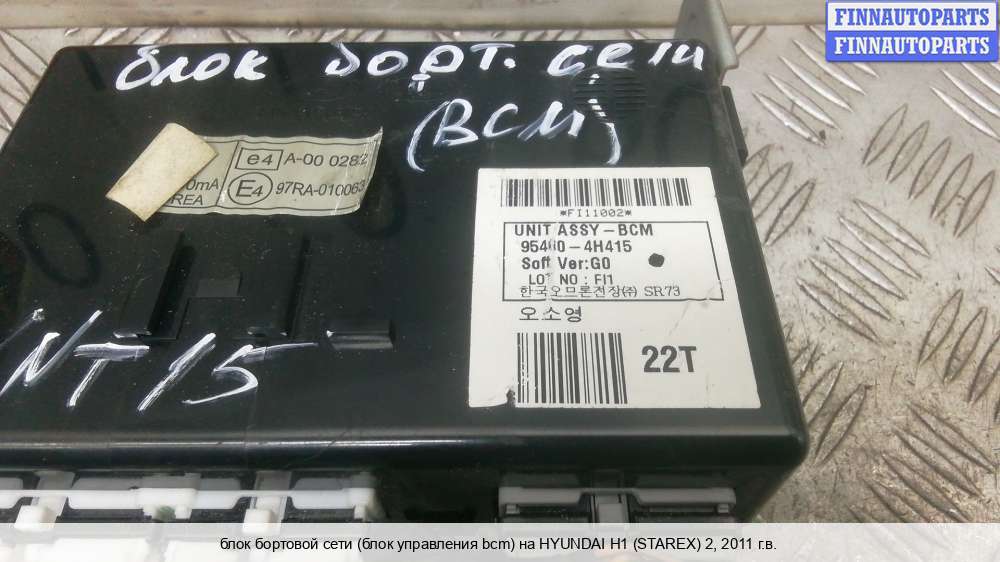 FINNAUTOPARTS
FINNAUTOPARTS
блок борт. сети
(BCM)
e4 A-00 0282
0mA E4 97RA-010063
REA
*FI11002*
UNIT ASSY-BCM
95400-4H415
Soft Ver:G0
LOT NO : FI1
한국오므론전장(주) SR73
오소영
22T
NT15
блок бортовой сети (блок управления bcm) на HYUNDAI H1 (STAREX) 2, 2011 г.в.